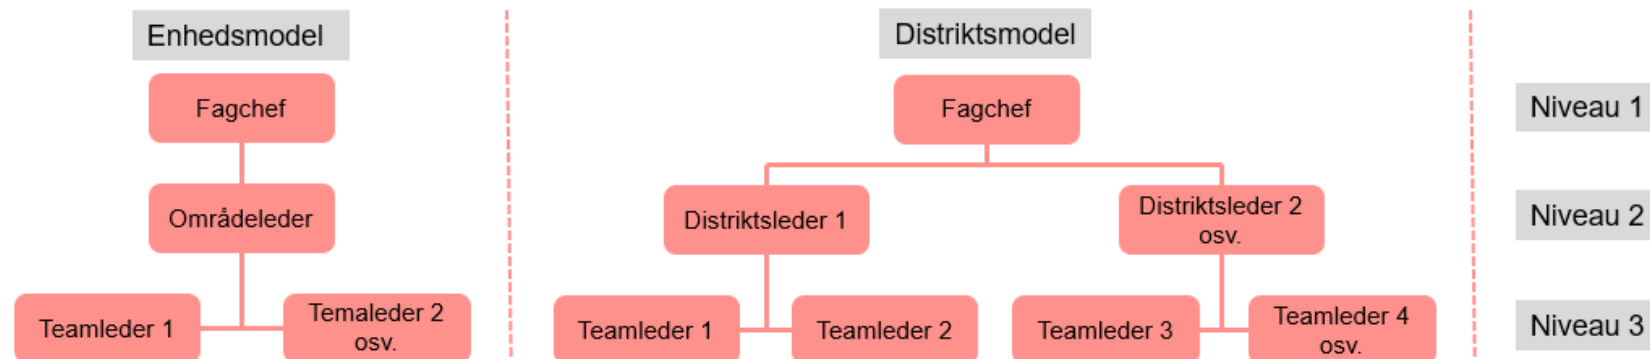 Enhedsmodel
Fagchef
Områdeleder
Teamleder 1
Temaleder 2
osv.
Distriktsmodel
Fagchef
Distriktsleder 1
Distriktsleder 2
osv.
Teamleder 1
Teamleder 2
Teamleder 3
Teamleder 4
osv.
Niveau 1
Niveau 2
Niveau 3